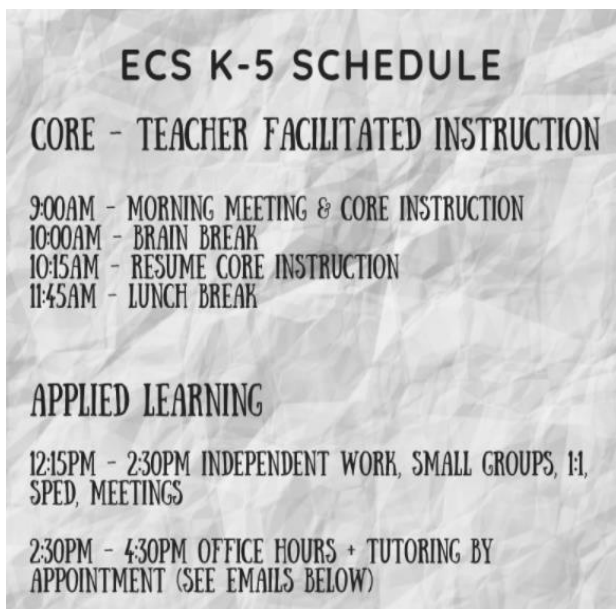 ECS K-5 SCHEDULE
CORE - TEACHER FACILITATED INSTRUCTION
9:00AM - MORNING MEETING & CORE INSTRUCTION
10:00AM - BRAIN BREAK
10:15AM - RESUME CORE INSTRUCTION
11:45AM - LUNCH BREAK
APPLIED LEARNING
12:15PM - 2:30PM INDEPENDENT WORK, SMALL GROUPS, 1:1,
SPED, MEETINGS
2:30PM - 4:30PM OFFICE HOURS + TUTORING BY
APPOINTMENT (SEE EMAILS BELOW)